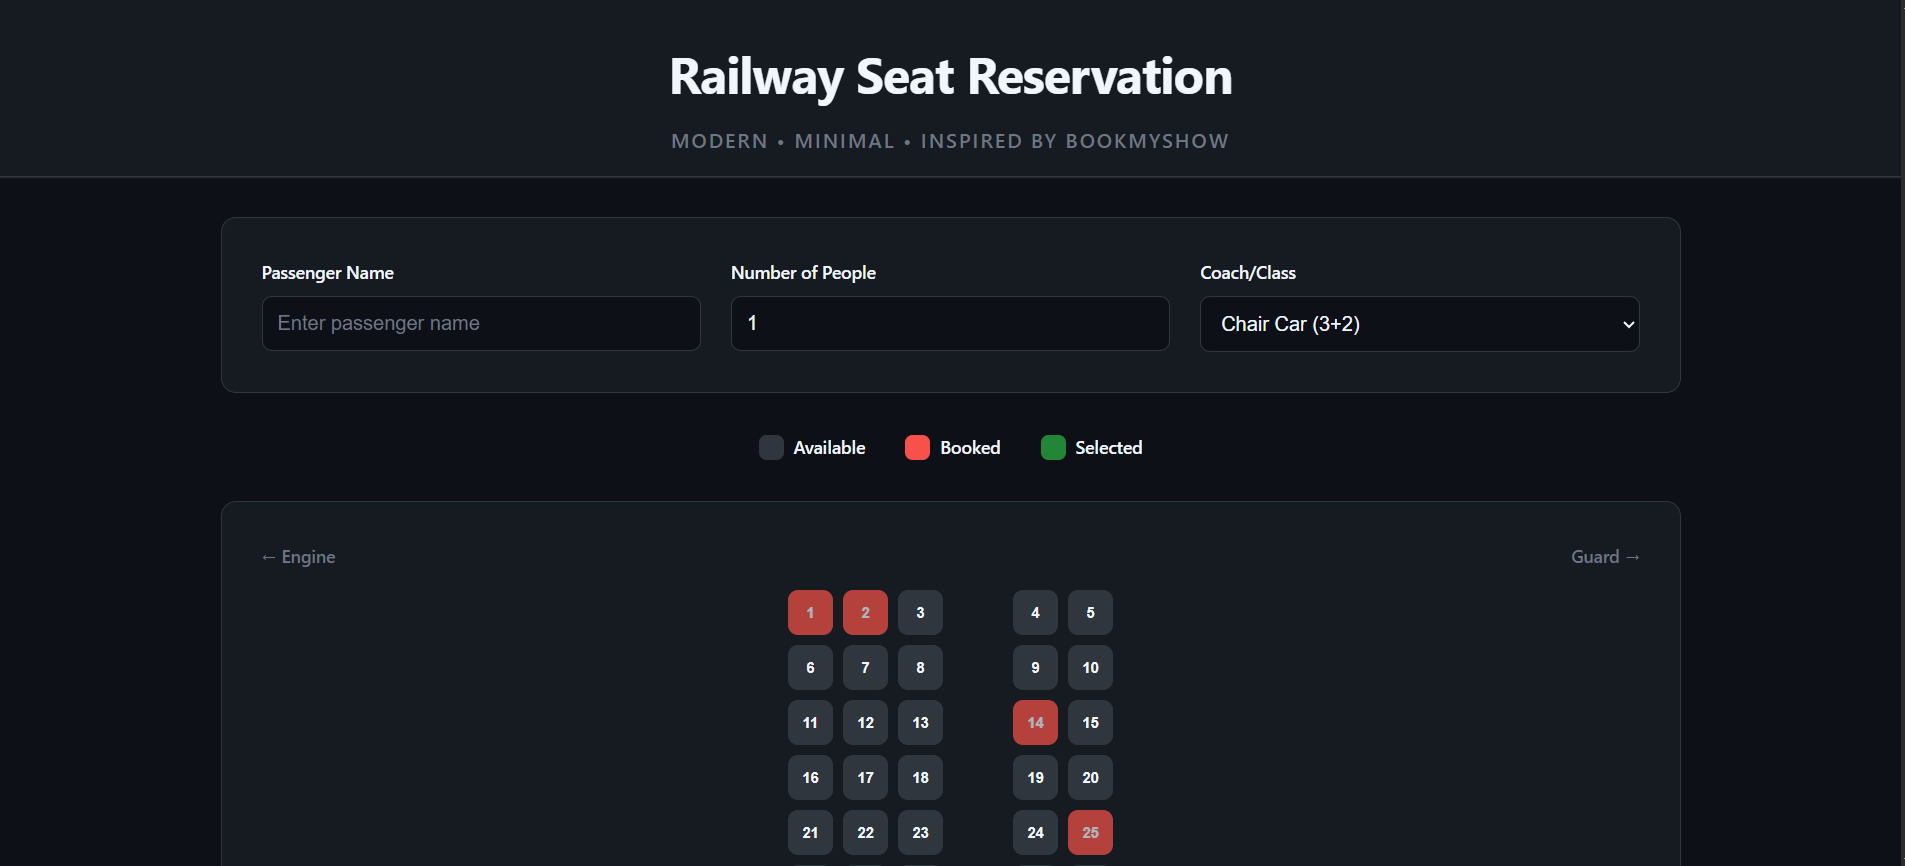 Railway Seat Reservation
MODERN • MINIMAL • INSPIRED BY BOOKMYSHOW
Passenger Name Number of People Coach/Class
Enter passenger name 1 Chair Car (3+2)
Available Booked Selected
← Engine Guard →
1 2 3 4 5
6 7 8 9 10
11 12 13 14 15
16 17 18 19 20
21 22 23 24 25